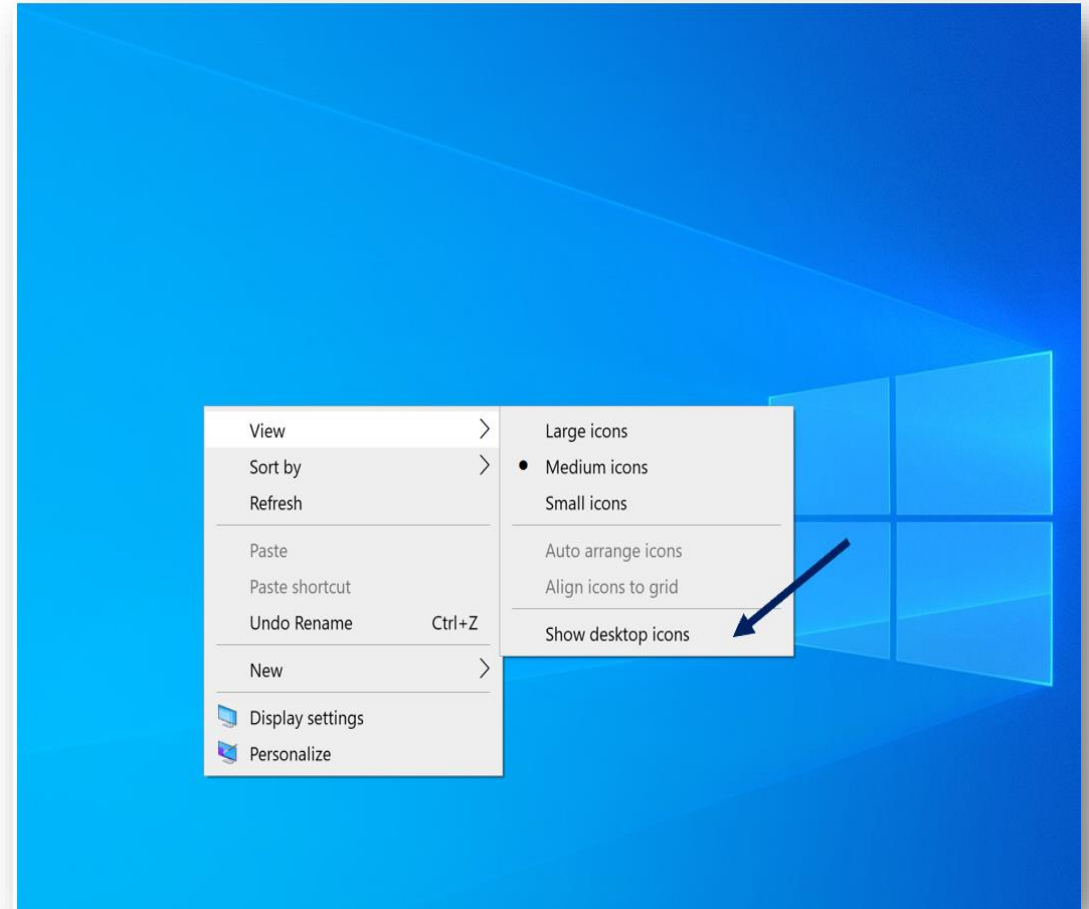 View
Sort by
Refresh
Paste
Paste shortcut
Undo Rename Ctrl+Z
New
Display settings
Personalize
Large icons
Medium icons
Small icons
Auto arrange icons
Align icons to grid
Show desktop icons